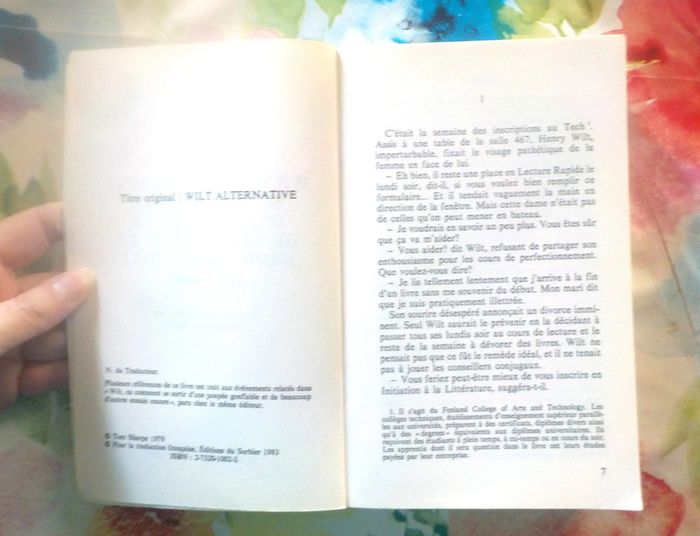 Titre original : WILT ALTERNATIVE
N. du Traducteur.
Plusieurs références de ce livre ont trait aux événements relatés dans
« Wilt, ou comment se sortir d'une poupée gonflable et de beaucoup
d'autres ennuis encore », paru chez le même éditeur.
© Tom Sharpe 1979
© Pour la traduction française, Éditions du Sorbier 1983
ISBN : 2-7320-1002-2.
1
C'était la semaine des inscriptions au Tech¹.
Assis à une table de la salle 467, Henry Wilt,
imperturbable, fixait le visage pathétique de la
femme en face de lui.
– Eh bien, il reste une place en Lecture Rapide le
lundi soir, dit-il, si vous voulez bien remplir ce
formulaire... Et il tendait vaguement la main en
direction de la fenêtre. Mais cette dame n'était pas
de celles qu'on peut mener en bateau.
– Je voudrais en savoir un peu plus. Vous êtes sûr
que ça va m'aider?
– Vous aider? dit Wilt, refusant de partager son
enthousiasme pour les cours de perfectionnement.
Que voulez-vous dire?
– Je lis tellement lentement que j'arrive à la fin
d'un livre sans me souvenir du début. Mon mari dit
que je suis pratiquement illettrée.
Son sourire désespéré annonçait un divorce immi-
nent. Seul Wilt saurait le prévenir en la décidant à
passer tous ses lundis soir au cours de lecture et le
reste de la semaine à dévorer des livres. Wilt ne
pensait pas que ce fût le remède idéal, et il ne tenait
pas à jouer les conseillers conjugaux.
– Vous feriez peut-être mieux de vous inscrire en
Initiation à la Littérature, suggéra-t-il.
1. Il s'agit du Fenland College of Arts and Technology. Les
collèges techniques, établissements d'enseignement supérieur parallè-
les aux universités, préparent à des certificats, diplômes divers ainsi
qu'à des « degrees » équivalents aux diplômes universitaires. Ils
reçoivent des étudiants à plein temps, à mi-temps ou en cours du soir.
Les apprentis dont il sera question dans le livre ont leurs études
payées par leur entreprise.
7